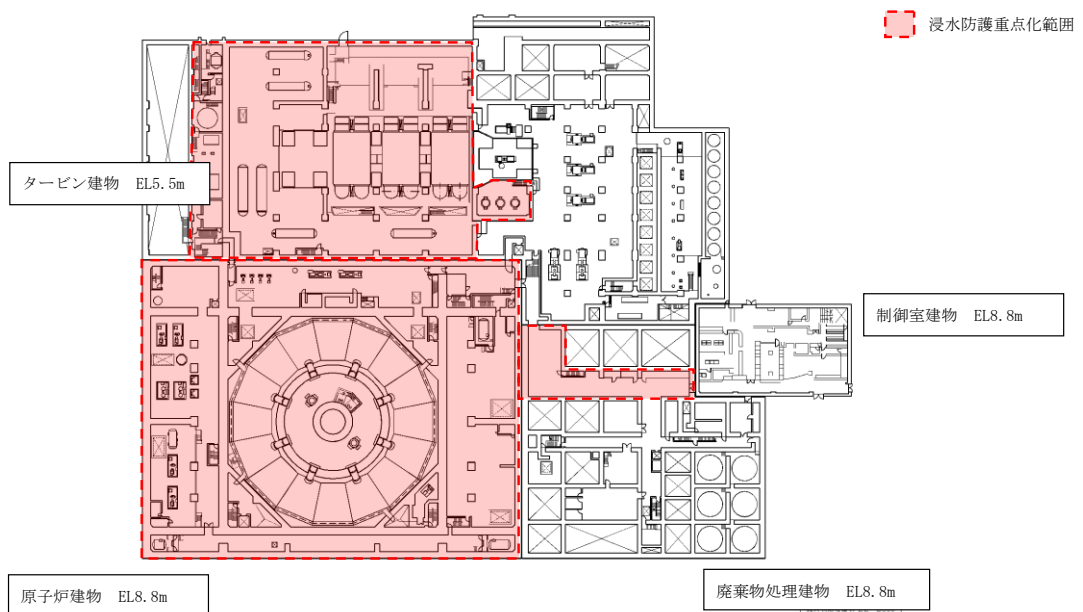 浸水防護重点化範囲
タービン建物 EL5.5m
制御室建物 EL8.8m
原子炉建物 EL8.8m
廃棄物処理建物 EL8.8m